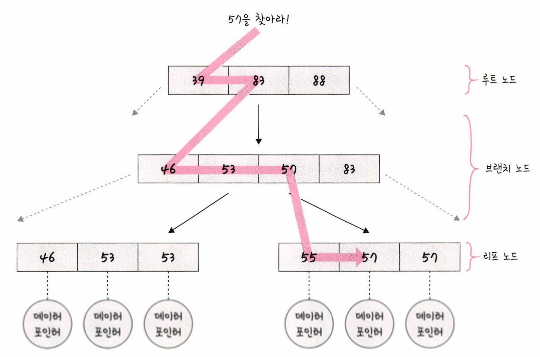 57을 찾아라!
39 83 88
루트 노드
46 53 57 83
브랜치 노드
46 53 53
55 57 57
리프 노드
데이터 포인터
데이터 포인터
데이터 포인터
데이터 포인터
데이터 포인터
데이터 포인터